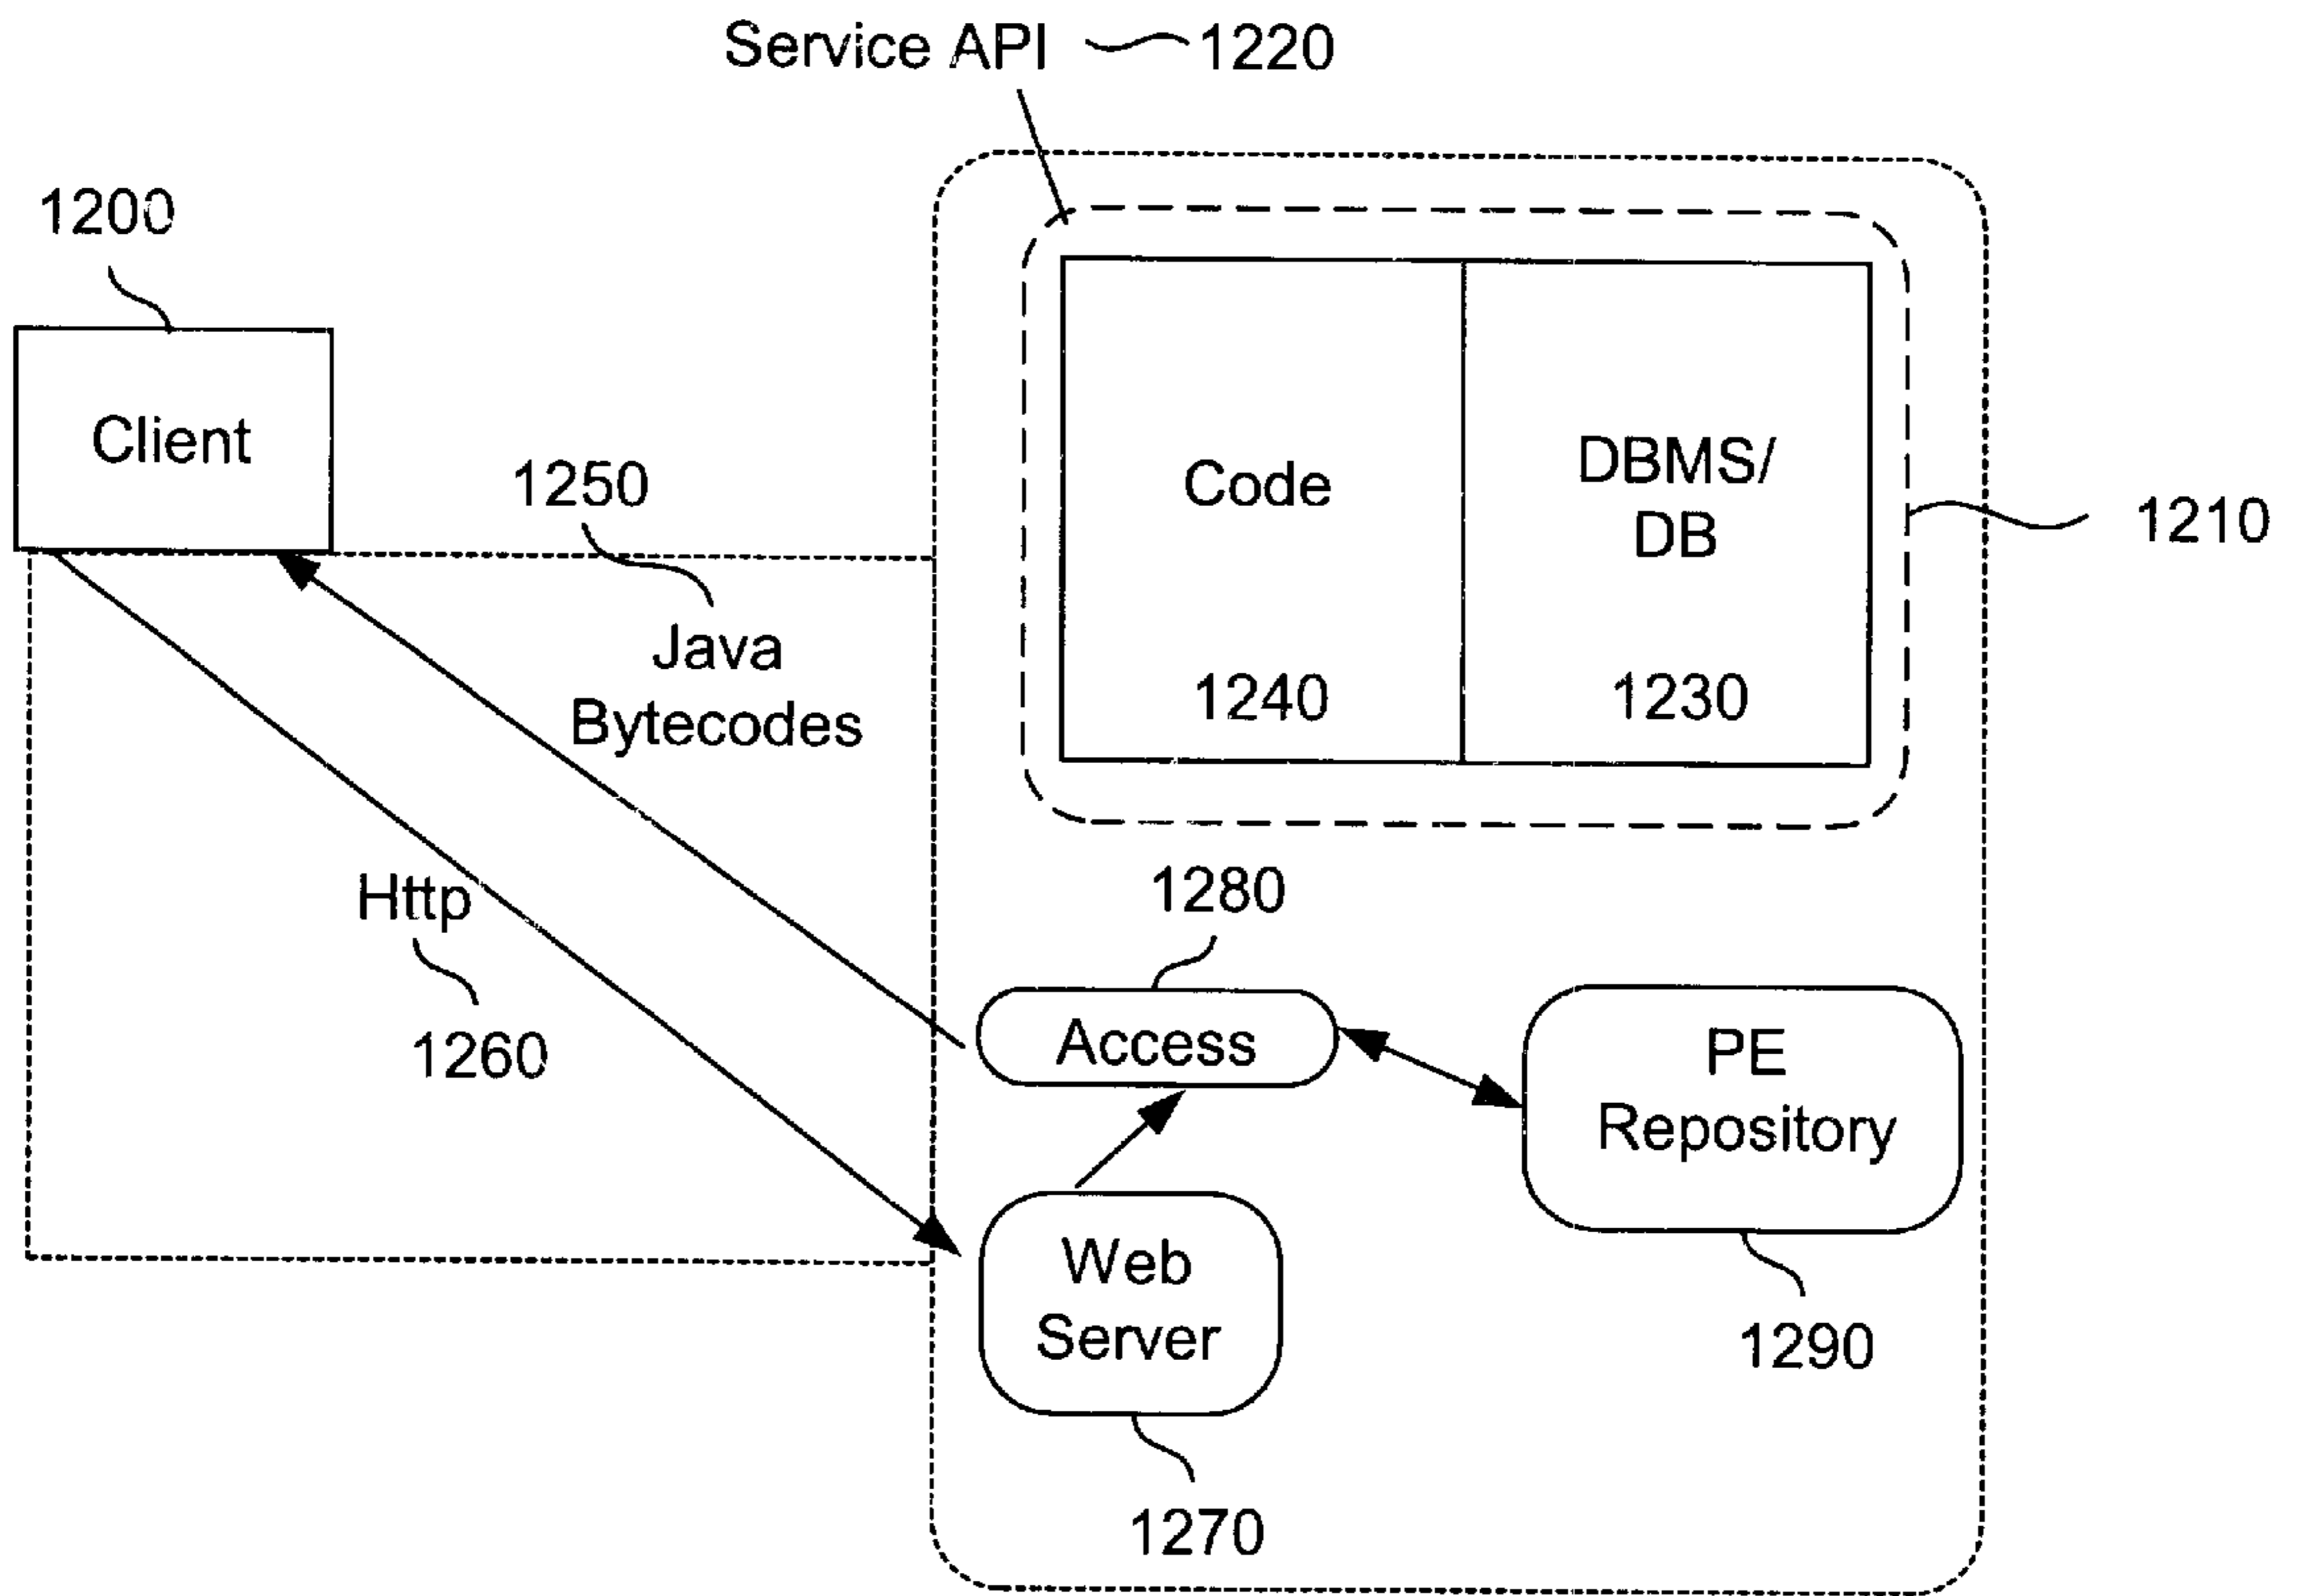 Service API 1220
1200
Client
1250
Java
Bytecodes
Code
DBMS/
DB
1240
1230
1210
Http
1260
1280
Access
PE
Repository
1290
Web
Server
1270